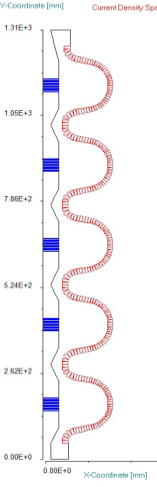 Y-Coordinate [mm]
Current Density Spe
1.31E+3
1.05E+3
7.86E+2
5.24E+2
2.62E+2
0.00E+0
0.00E+0
X-Coordinate [mm]